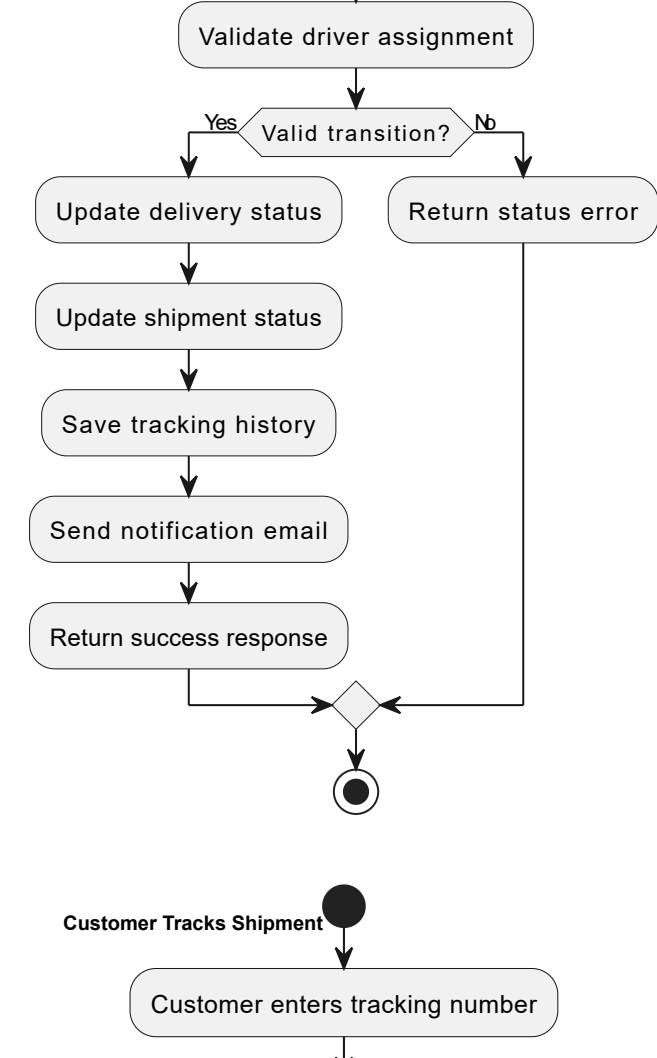 Validate driver assignment
Yes
Valid transition?
No
Update delivery status
Return status error
Update shipment status
Save tracking history
Send notification email
Return success response
Customer Tracks Shipment
Customer enters tracking number